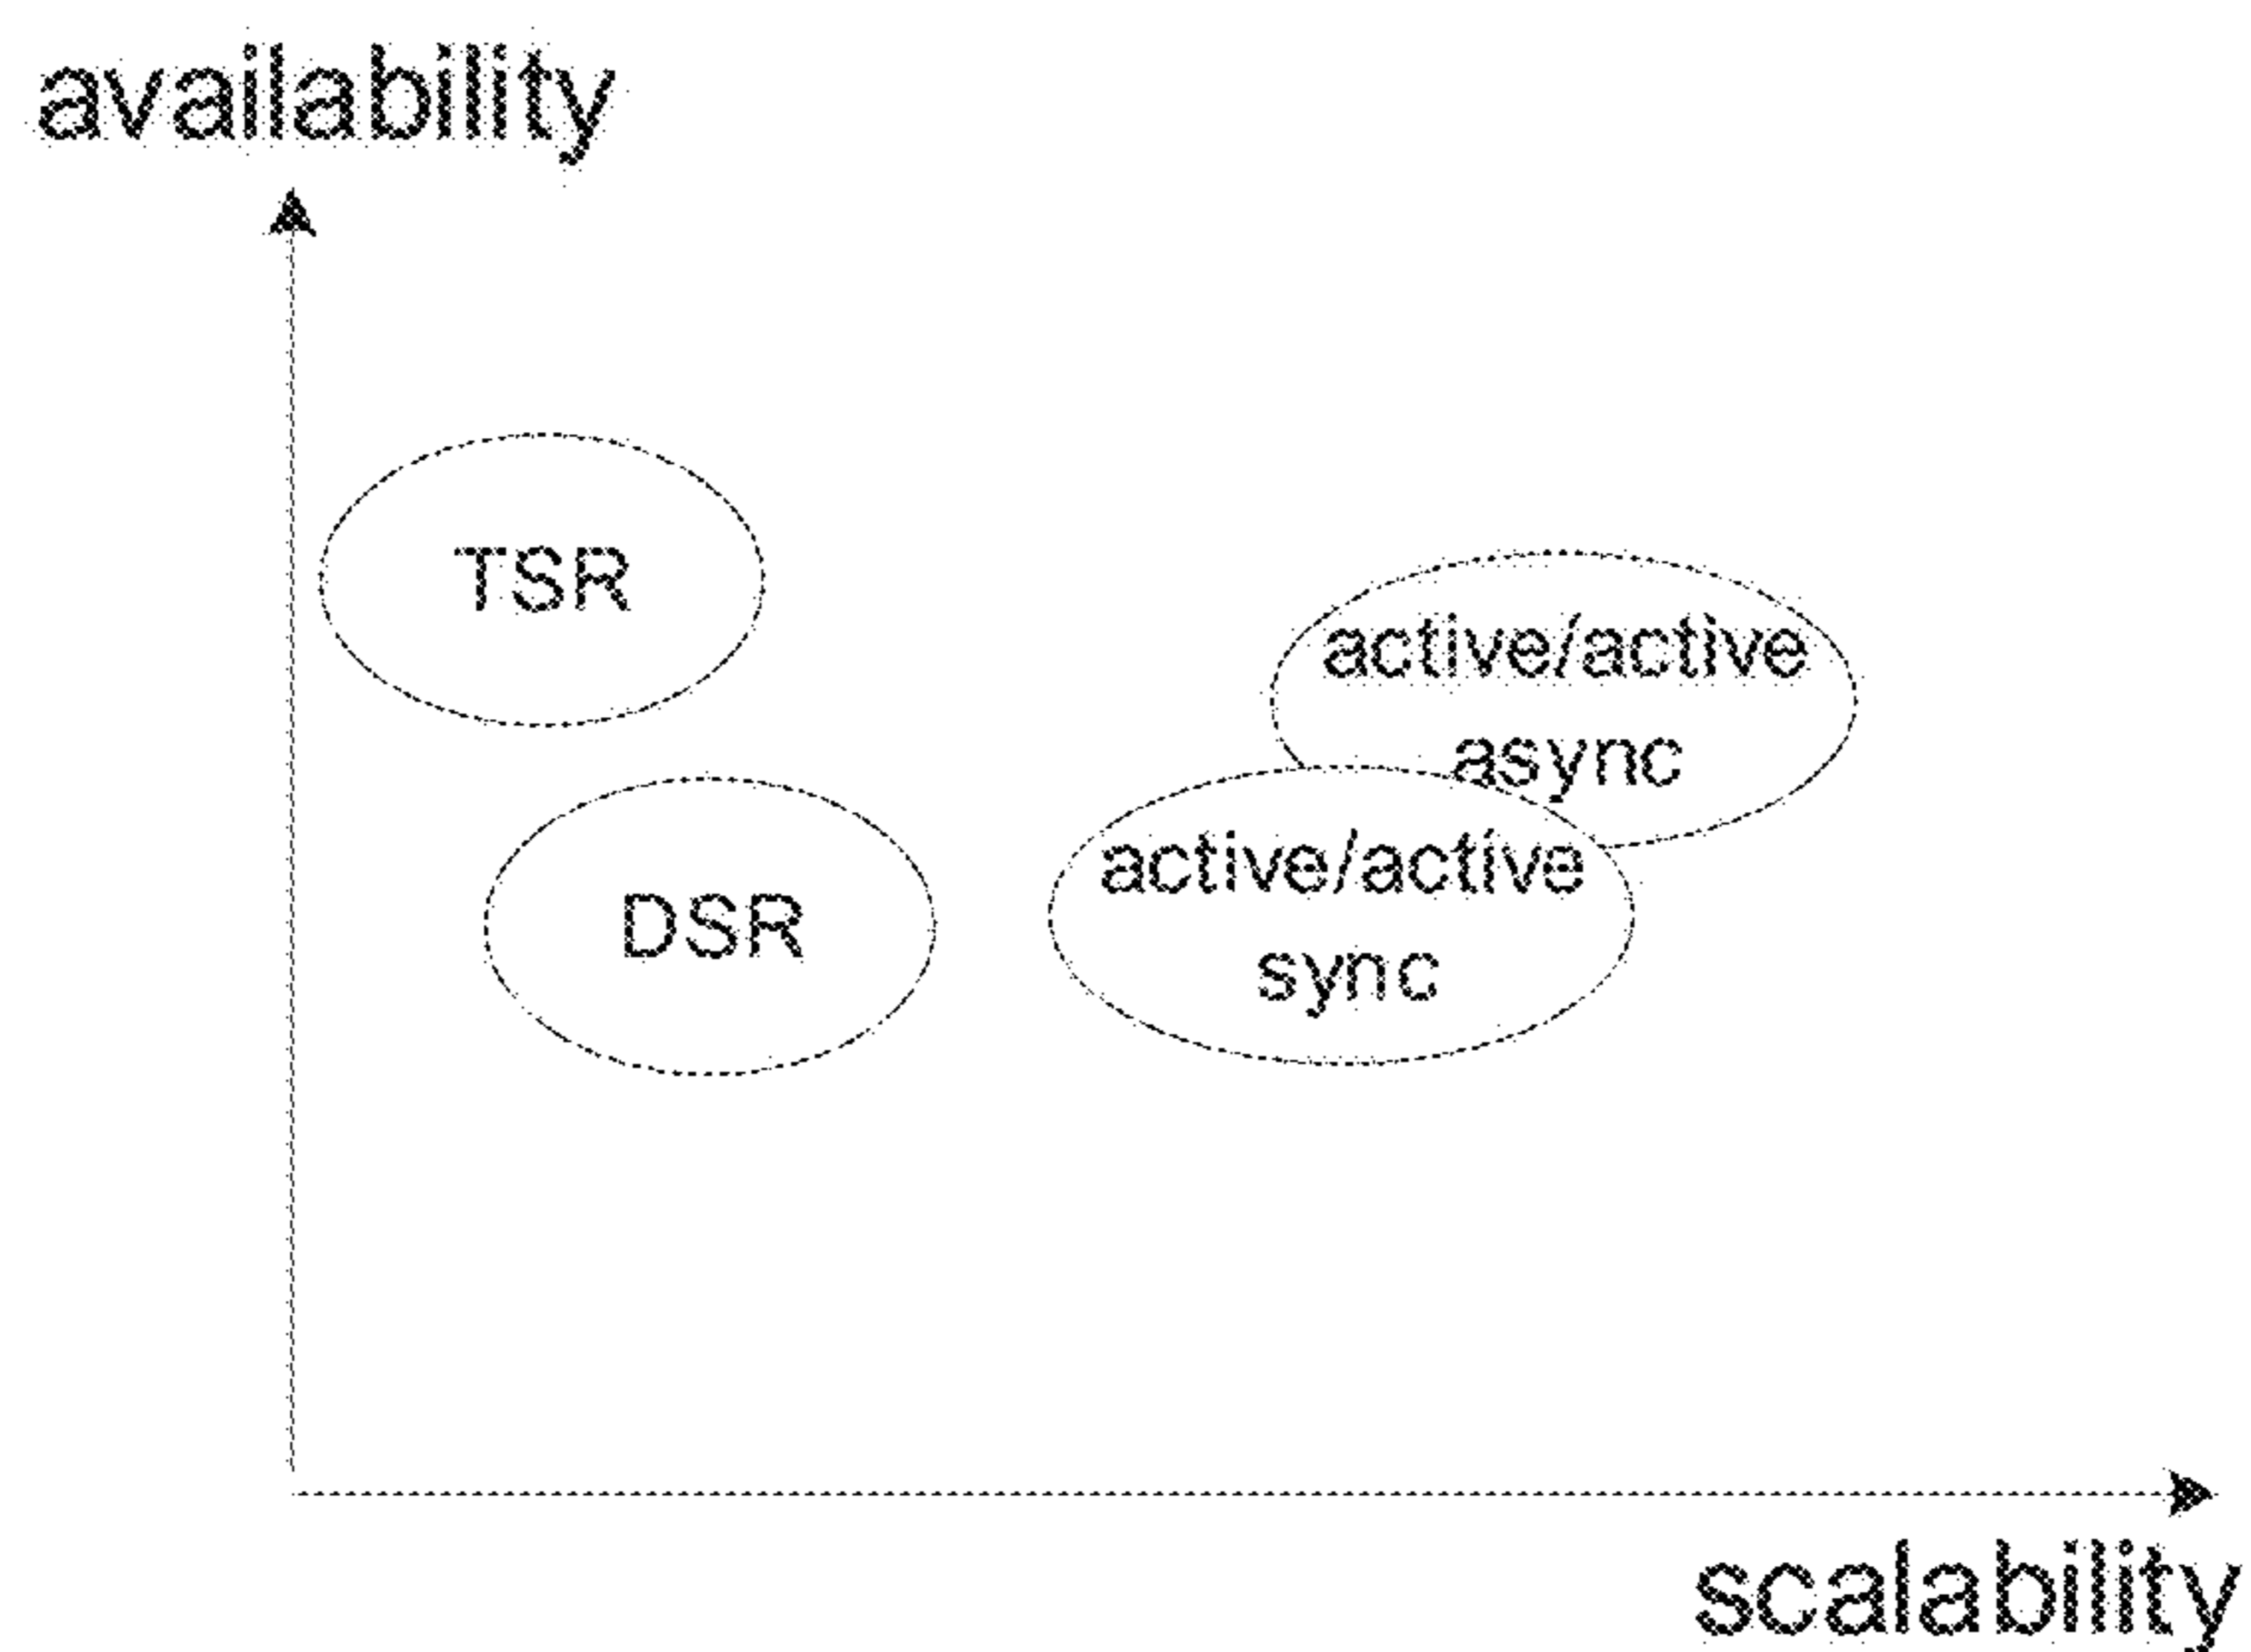 availability
TSR
active/active
async
active/active
sync
DSR
scalability